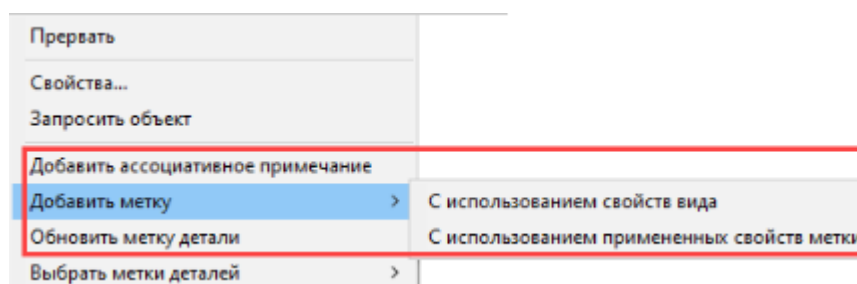 Прервать
Свойства...
Запросить объект
Добавить ассоциативное примечание
Добавить метку >
С использованием свойств вида
Обновить метку детали
С использованием примененных свойств метки
Выбрать метки деталей >